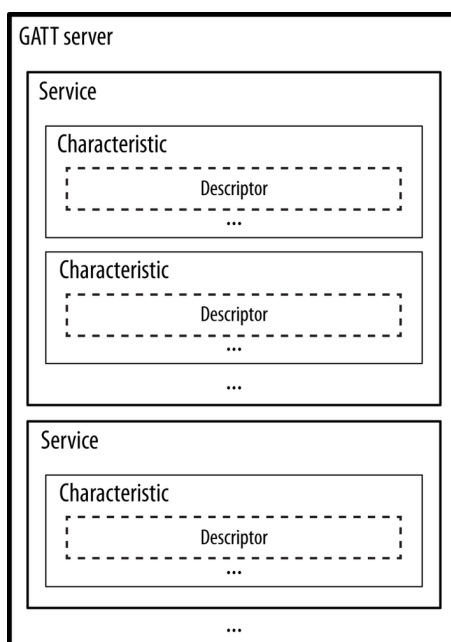 GATT server
Service
Characteristic
Descriptor
...
Characteristic
Descriptor
...
...
Service
Characteristic
Descriptor
...
...